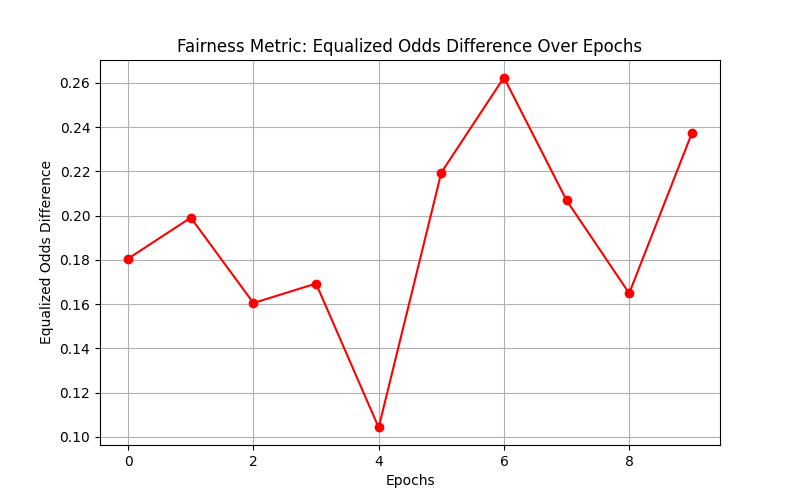 Fairness Metric: Equalized Odds Difference Over Epochs
Equalized Odds Difference
0.26
0.24
0.22
0.20
0.18
0.16
0.14
0.12
0.10
0 2 4 6 8
Epochs